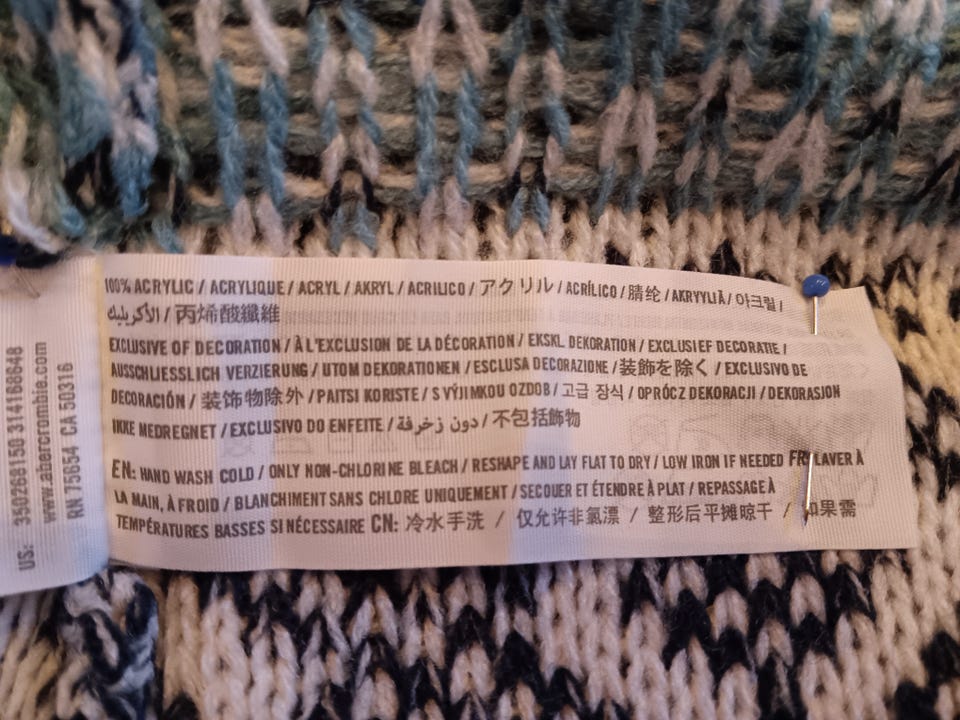 100% ACRYLIC / ACRYLIQUE / ACRYL / AKRYL / ACRILICO / アクリル / ACRÍLICO / 腈纶 / AKRYYLIÄ / 아크릴 /
الأكريليك / 丙烯酸纖維
EXCLUSIVE OF DECORATION / À L'EXCLUSION DE LA DÉCORATION / EKSKL. DEKORATION / EXCLUSIEF DECORATIE /
AUSSCHLIESSLICH VERZIERUNG / UTOM DEKORATIONEN / ESCLUSA DECORAZIONE / 装飾を除く / EXCLUSIVO DE
DECORACIÓN / 装饰物除外 / PAITSI KORISTE / S VÝJIMKOU OZDOB / 고급 장식 / OPRÓCZ DEKORACJI / DEKORASJON
IKKE MEDREGNET / EXCLUSIVO DO ENFEITE / دون زخرفة / 不包括飾物
EN: HAND WASH COLD / ONLY NON-CHLORINE BLEACH / RESHAPE AND LAY FLAT TO DRY / LOW IRON IF NEEDED FR: LAVER À
LA MAIN, À FROID / BLANCHIMENT SANS CHLORE UNIQUEMENT / SECOUER ET ÉTENDRE À PLAT / REPASSAGE À
TEMPÉRATURES BASSES SI NÉCESSAIRE CN: 冷水手洗 / 仅允许非氯漂 / 整形后平摊晾干 / 如果需
US: 350268150 314168648
www.abercrombie.com
RN 75654 CA 50316